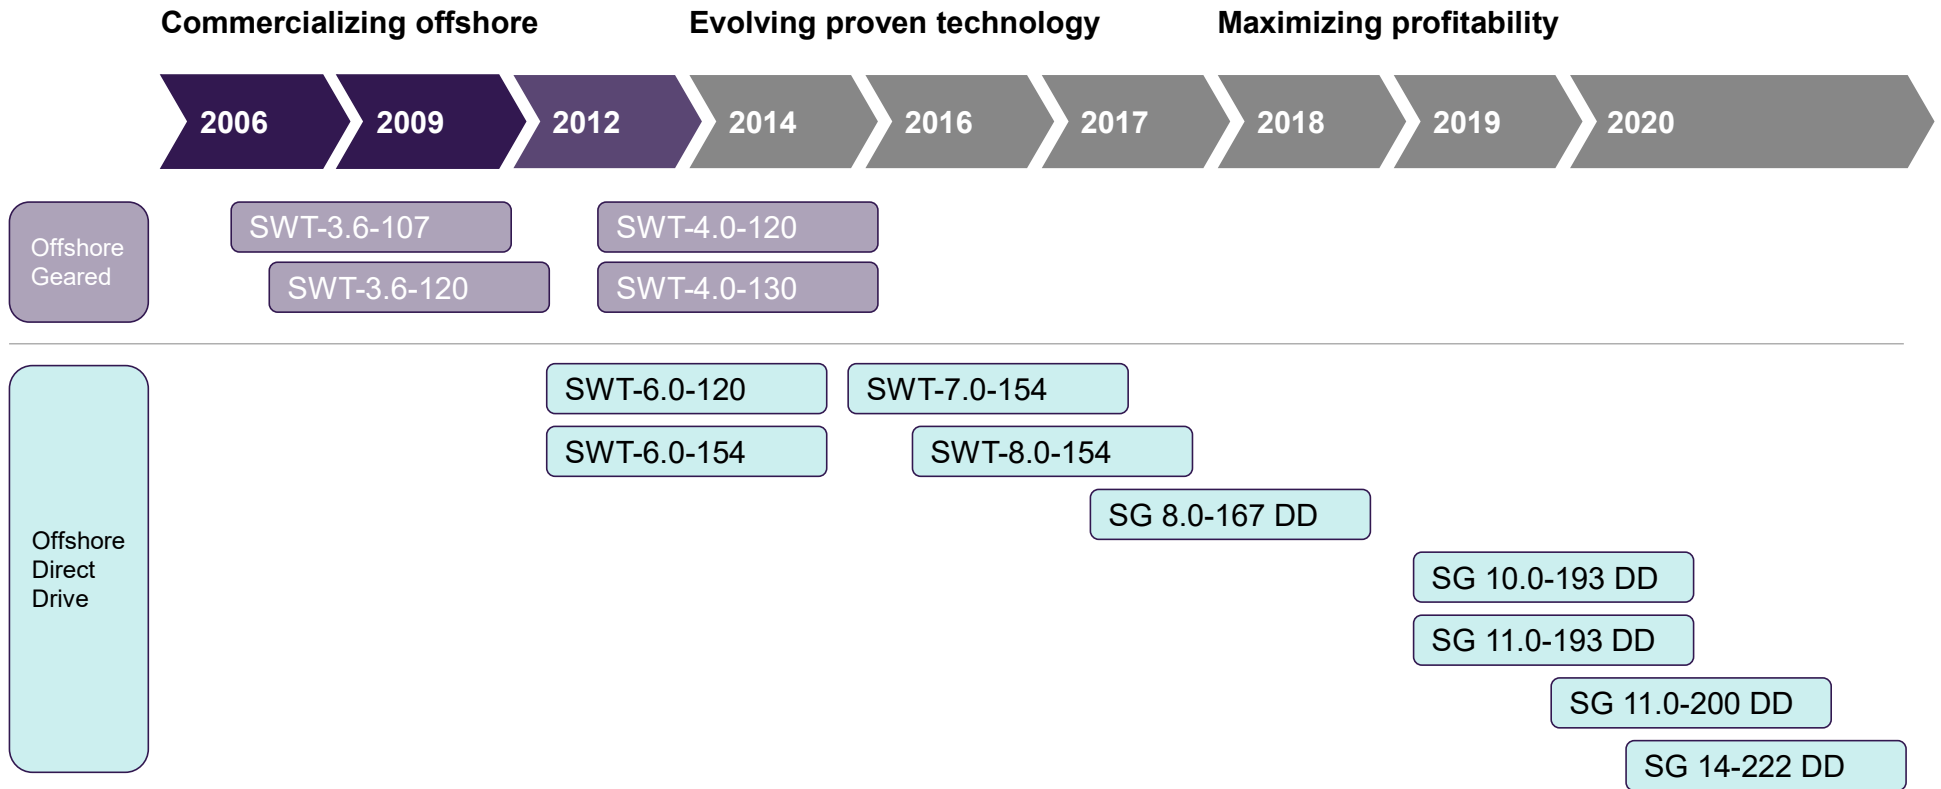 Commercializing offshore
Evolving proven technology
Maximizing profitability
2006
2009
2012
2014
2016
2017
2018
2019
2020
Offshore
Geared
SWT-3.6-107
SWT-4.0-120
SWT-3.6-120
SWT-4.0-130
Offshore
Direct
Drive
SWT-6.0-120
SWT-7.0-154
SWT-6.0-154
SWT-8.0-154
SG 8.0-167 DD
SG 10.0-193 DD
SG 11.0-193 DD
SG 11.0-200 DD
SG 14-222 DD